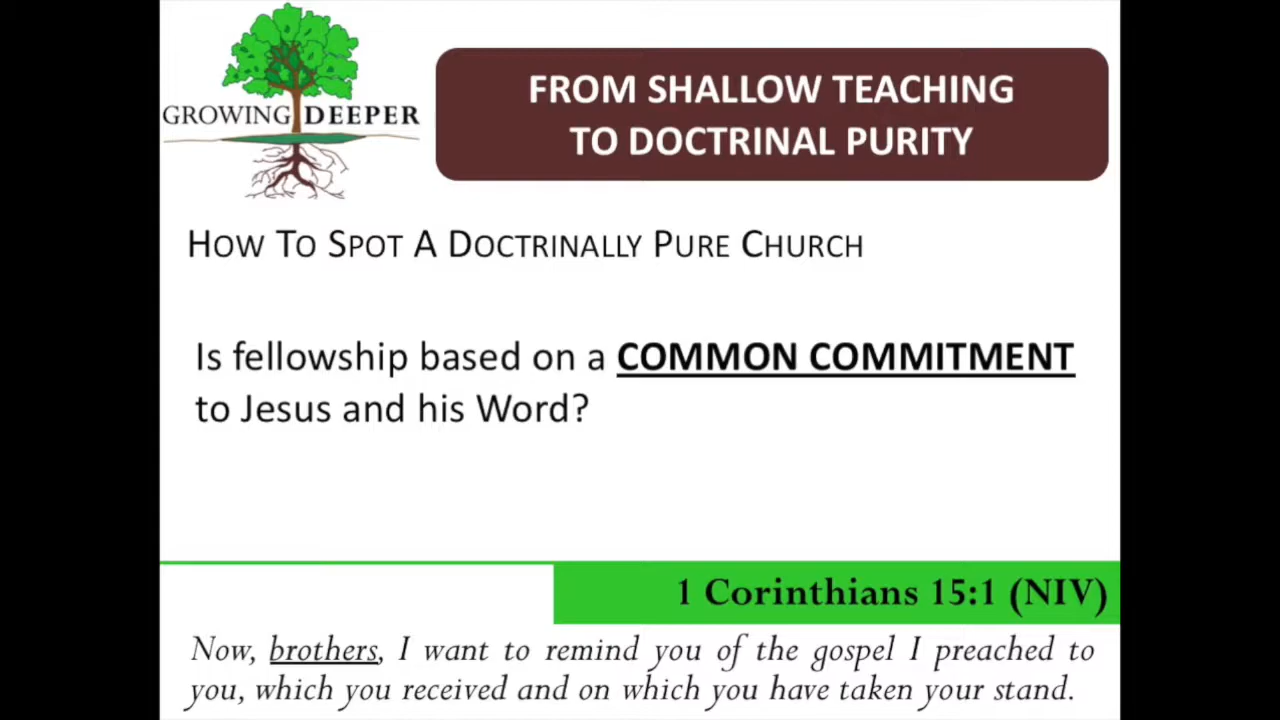 GROWING DEEPER
FROM SHALLOW TEACHING
TO DOCTRINAL PURITY
HOW TO SPOT A DOCTRINALLY PURE CHURCH
Is fellowship based on a COMMON COMMITMENT
to Jesus and his Word?
1 Corinthians 15:1 (NIV)
Now, brothers, I want to remind you of the gospel I preached to
you, which you received and on which you have taken your stand.